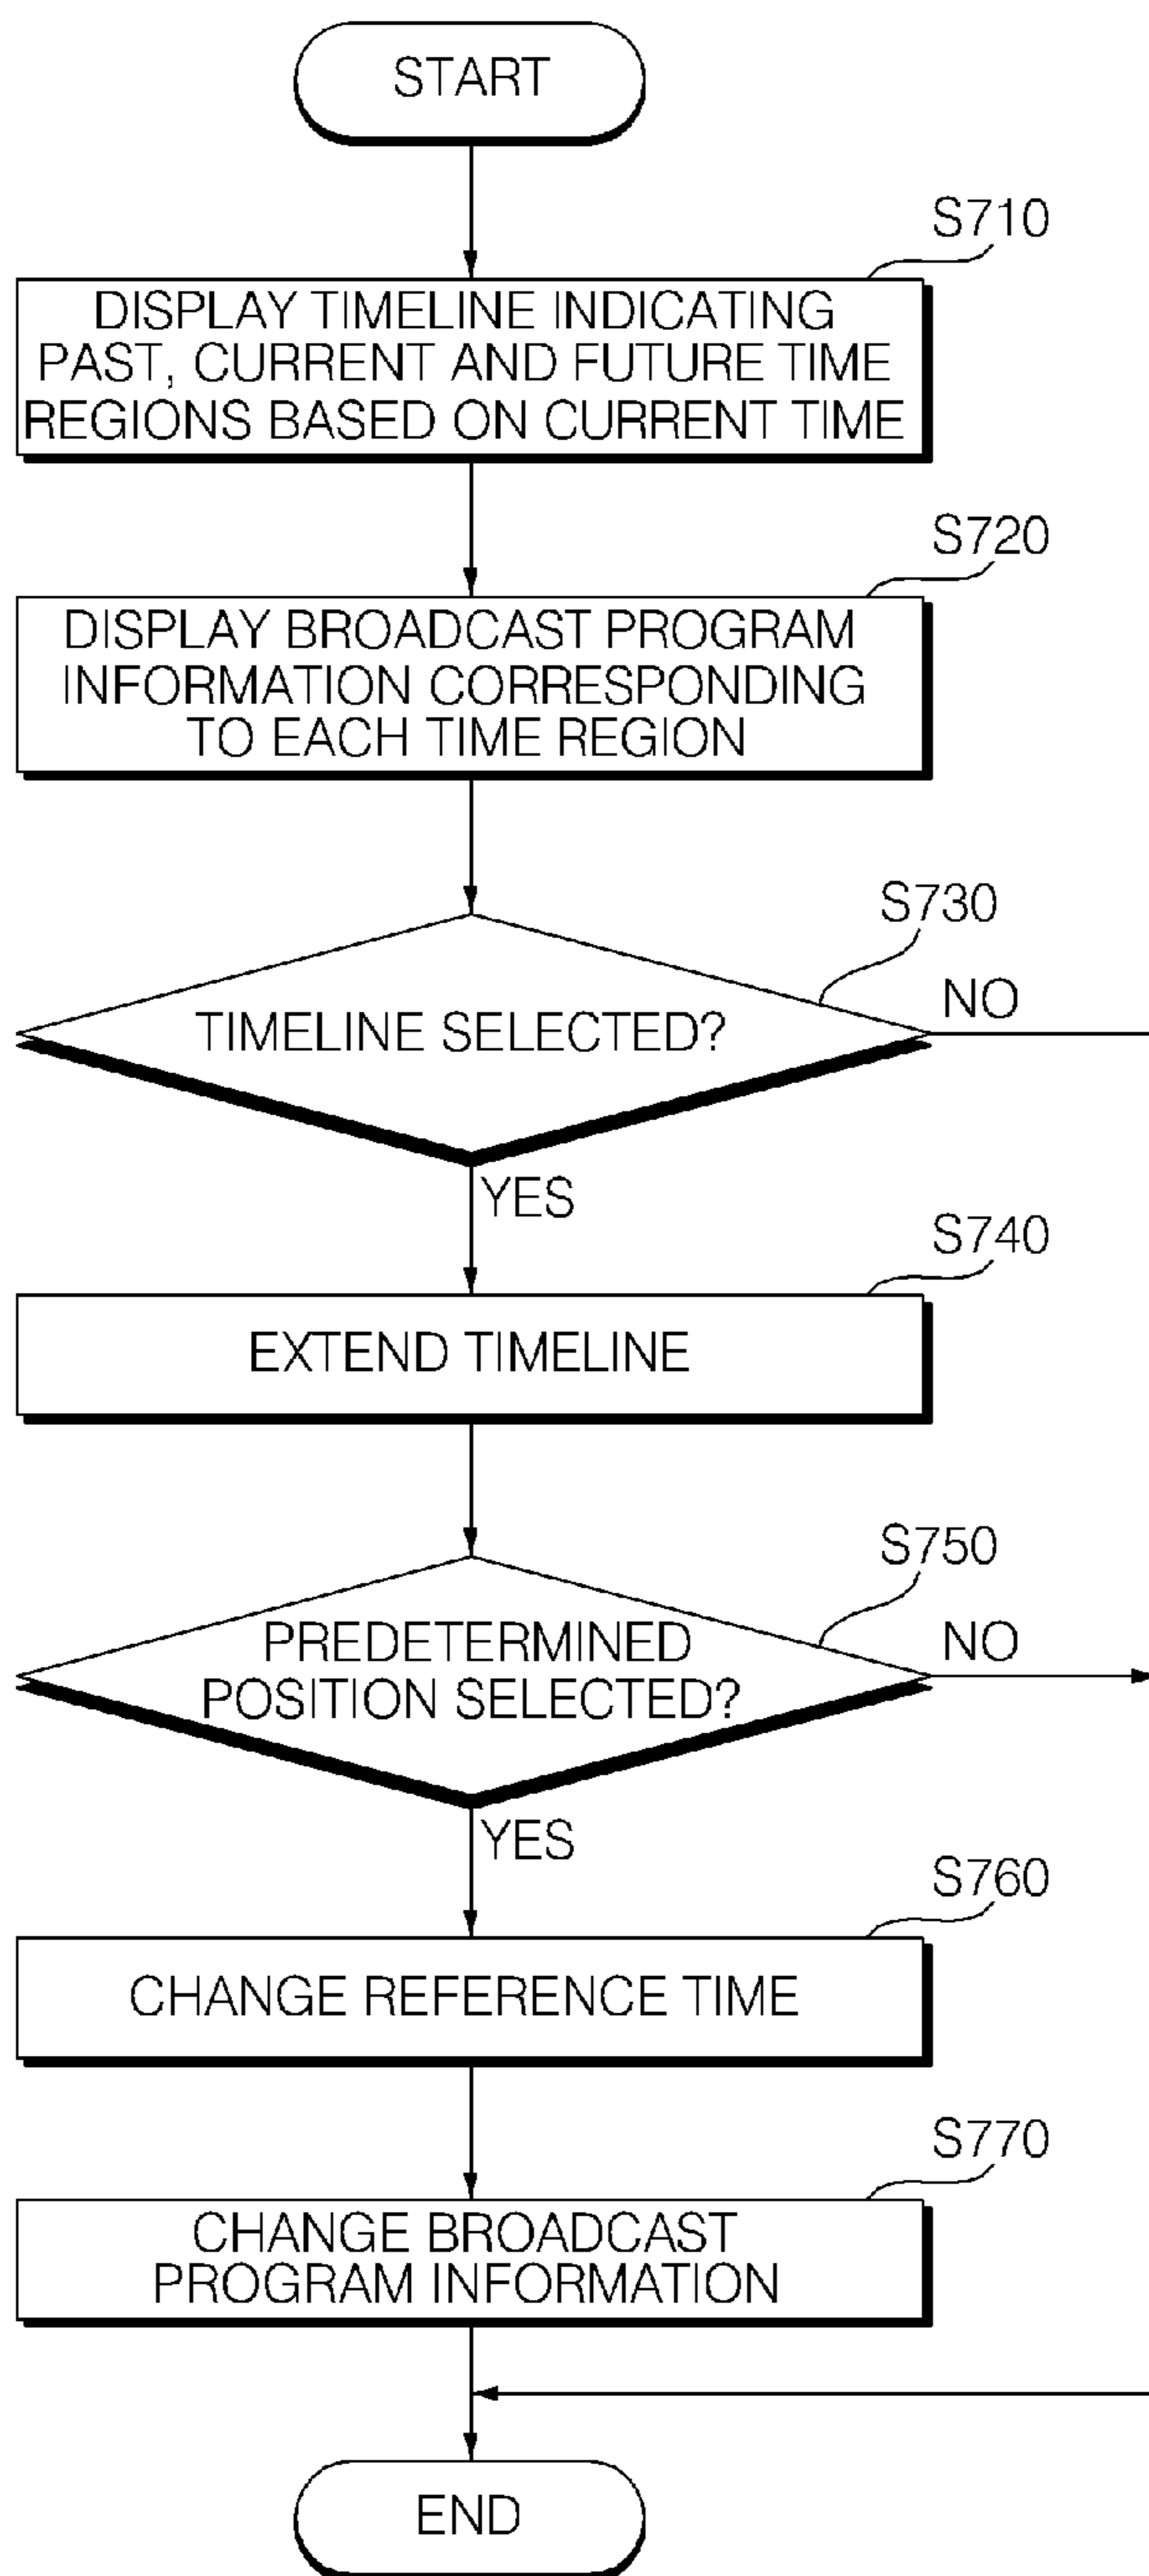 START
S710
DISPLAY TIMELINE INDICATING
PAST, CURRENT AND FUTURE TIME
REGIONS BASED ON CURRENT TIME
S720
DISPLAY BROADCAST PROGRAM
INFORMATION CORRESPONDING
TO EACH TIME REGION
S730
TIMELINE SELECTED?
NO
YES
S740
EXTEND TIMELINE
S750
PREDETERMINED
POSITION SELECTED?
NO
YES
S760
CHANGE REFERENCE TIME
S770
CHANGE BROADCAST
PROGRAM INFORMATION
END